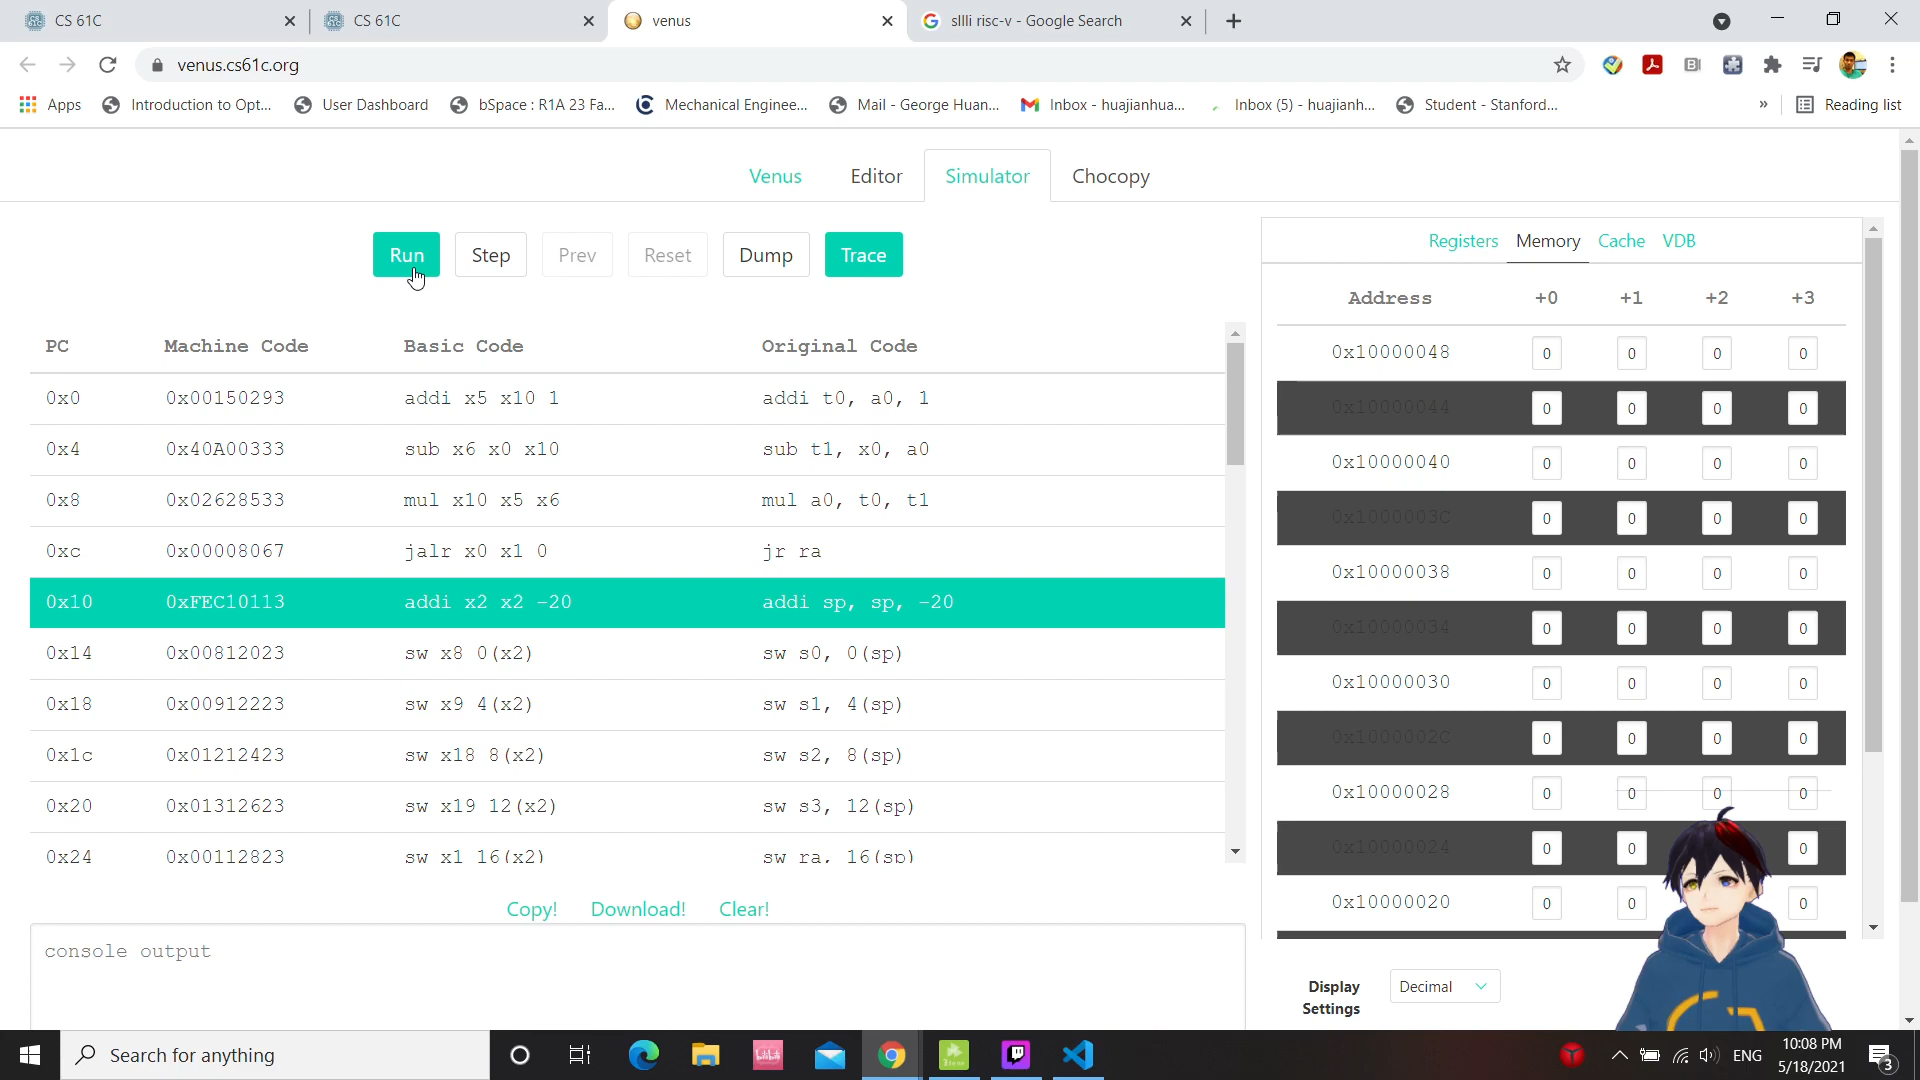 CS 61C
CS 61C
venus
sllli risc-v - Google Search
venus.cs61c.org
Apps
Introduction to Opt...
User Dashboard
bSpace : R1A 23 Fa...
Mechanical Enginee...
Mail - George Huan...
Inbox - huajianhua...
Inbox (5) - huajianh...
Student - Stanford...
»
Reading list
Venus
Editor
Simulator
Chocopy
Run
Step
Prev
Reset
Dump
Trace
Registers
Memory
Cache
VDB
PC Machine Code Basic Code Original Code
0x0 0x00150293 addi x5 x10 1 addi t0, a0, 1
0x4 0x40A00333 sub x6 x0 x10 sub t1, x0, a0
0x8 0x02628533 mul x10 x5 x6 mul a0, t0, t1
0xc 0x00008067 jalr x0 x1 0 jr ra
0x10 0xFEC10113 addi x2 x2 -20 addi sp, sp, -20
0x14 0x00812023 sw x8 0(x2) sw s0, 0(sp)
0x18 0x00912223 sw x9 4(x2) sw s1, 4(sp)
0x1c 0x01212423 sw x18 8(x2) sw s2, 8(sp)
0x20 0x01312623 sw x19 12(x2) sw s3, 12(sp)
0x24 0x00112823 sw x1 16(x2) sw ra, 16(sp)
Address +0 +1 +2 +3
0x10000048 0 0 0 0
0x10000044 0 0 0 0
0x10000040 0 0 0 0
0x1000003C 0 0 0 0
0x10000038 0 0 0 0
0x10000034 0 0 0 0
0x10000030 0 0 0 0
0x1000002C 0 0 0 0
0x10000028 0 0 0 0
0x10000024 0 0 0
0x10000020 0 0 0
Copy!
Download!
Clear!
console output
Display
Settings
Decimal
Search for anything
ENG
10:08 PM
5/18/2021
3